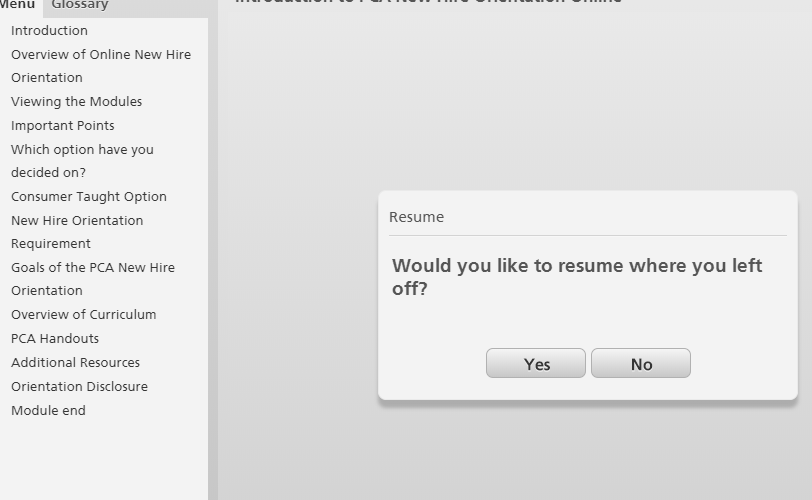 Menu Glossary
Introduction to PCA New Hire Orientation Online
Introduction
Overview of Online New Hire
Orientation
Viewing the Modules
Important Points
Which option have you
decided on?
Consumer Taught Option
New Hire Orientation
Requirement
Goals of the PCA New Hire
Orientation
Overview of Curriculum
PCA Handouts
Additional Resources
Orientation Disclosure
Module end
Resume
Would you like to resume where you left
off?
Yes No